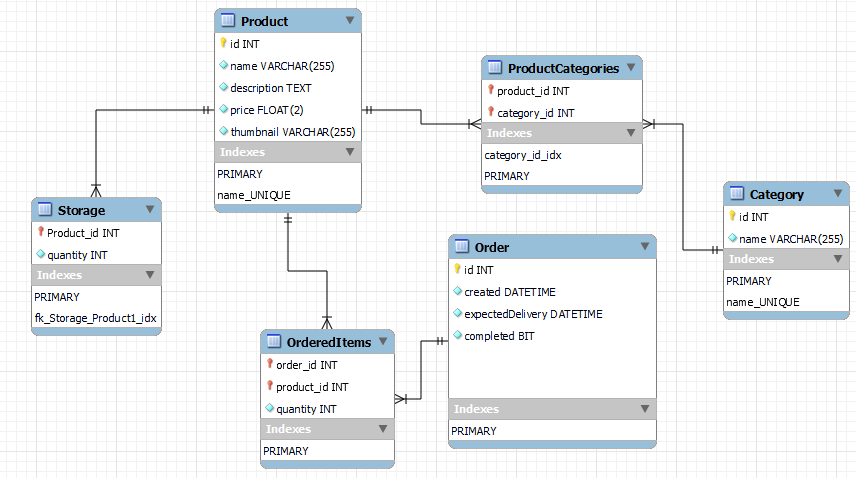 Product
id INT
name VARCHAR(255)
description TEXT
price FLOAT(2)
thumbnail VARCHAR(255)
Indexes
PRIMARY
name_UNIQUE
ProductCategories
product_id INT
category_id INT
Indexes
category_id_idx
PRIMARY
Storage
Product_id INT
quantity INT
Indexes
PRIMARY
fk_Storage_Product1_idx
Category
id INT
name VARCHAR(255)
Indexes
PRIMARY
name_UNIQUE
Order
id INT
created DATETIME
expectedDelivery DATETIME
completed BIT
Indexes
PRIMARY
OrderedItems
order_id INT
product_id INT
quantity INT
Indexes
PRIMARY